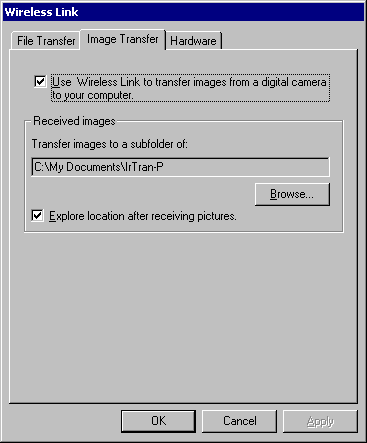 Wireless Link
File Transfer
Image Transfer
Hardware
Use Wireless Link to transfer images from a digital camera
to your computer.
Received images
Transfer images to a subfolder of:
C:\My Documents\IrTran-P
Browse...
Explore location after receiving pictures.
OK
Cancel
Apply